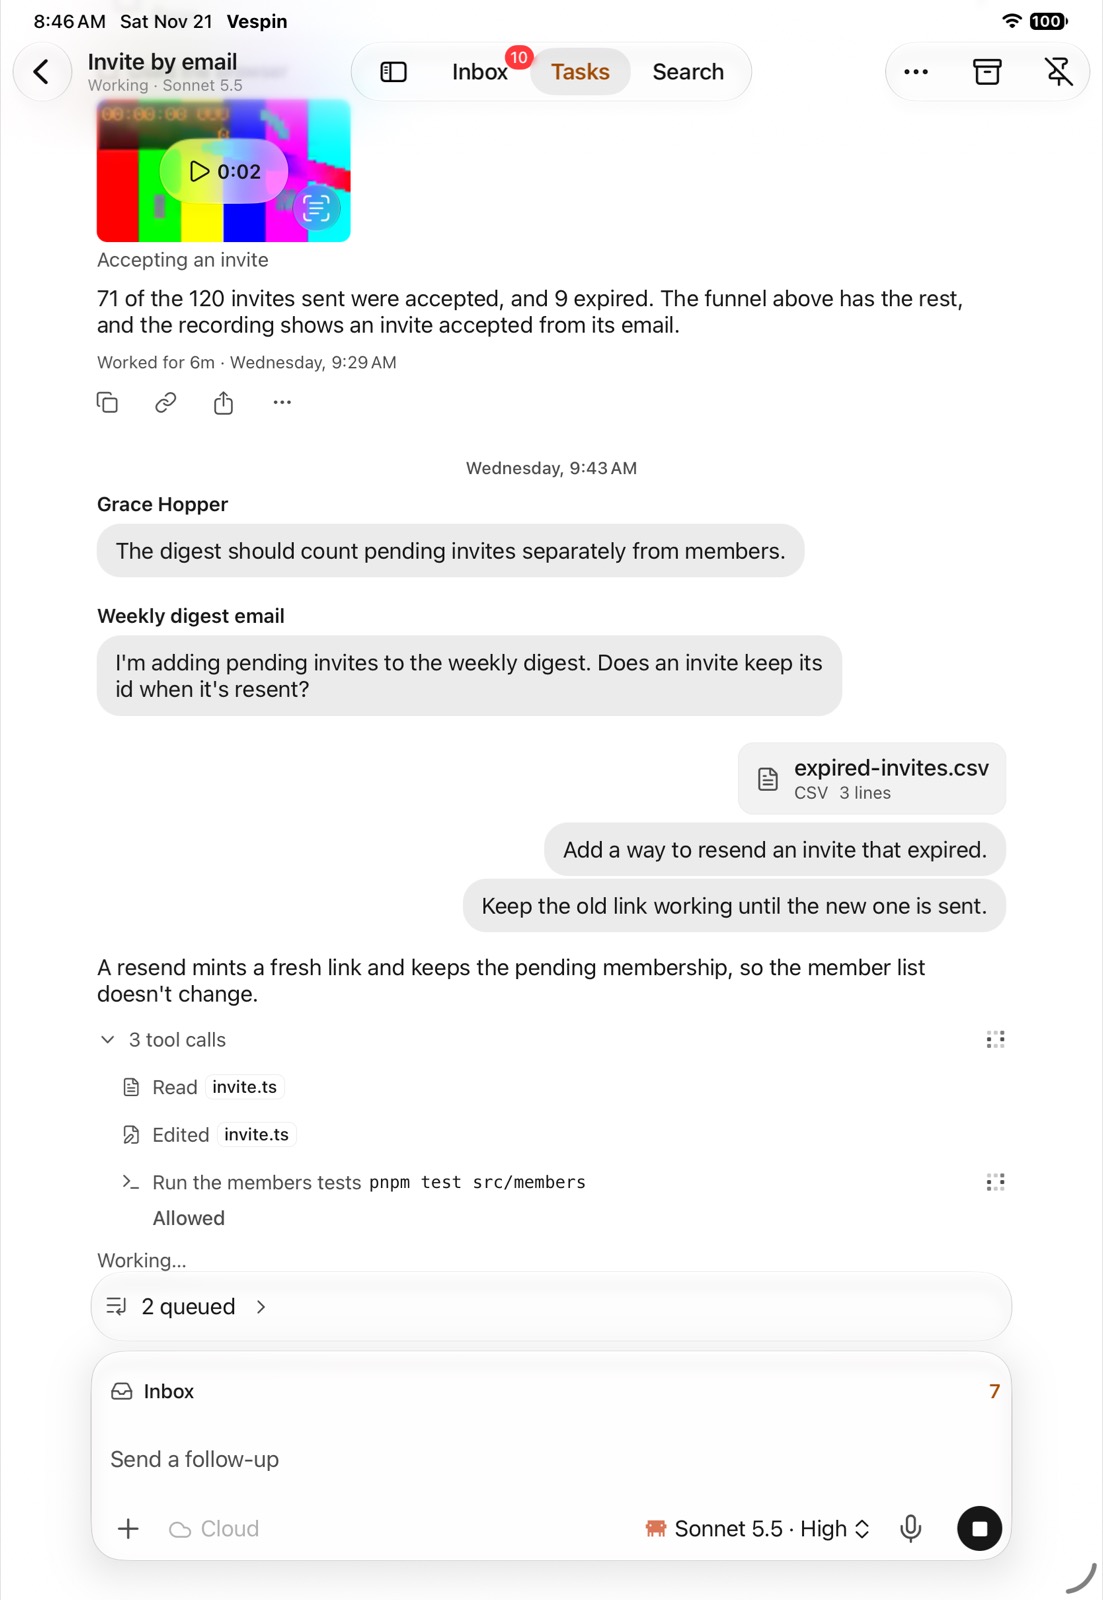 8:46 AM Sat Nov 21 Vespin
100
Invite by email
Working · Sonnet 5.5
Inbox
10
Tasks
Search
0:02
Accepting an invite
71 of the 120 invites sent were accepted, and 9 expired. The funnel above has the rest,
and the recording shows an invite accepted from its email.
Worked for 6m · Wednesday, 9:29 AM
Wednesday, 9:43 AM
Grace Hopper
The digest should count pending invites separately from members.
Weekly digest email
I'm adding pending invites to the weekly digest. Does an invite keep its
id when it's resent?
expired-invites.csv
CSV 3 lines
Add a way to resend an invite that expired.
Keep the old link working until the new one is sent.
A resend mints a fresh link and keeps the pending membership, so the member list
doesn't change.
3 tool calls
Read invite.ts
Edited invite.ts
Run the members tests pnpm test src/members
Allowed
Working...
2 queued
Inbox
7
Send a follow-up
Cloud
Sonnet 5.5 · High